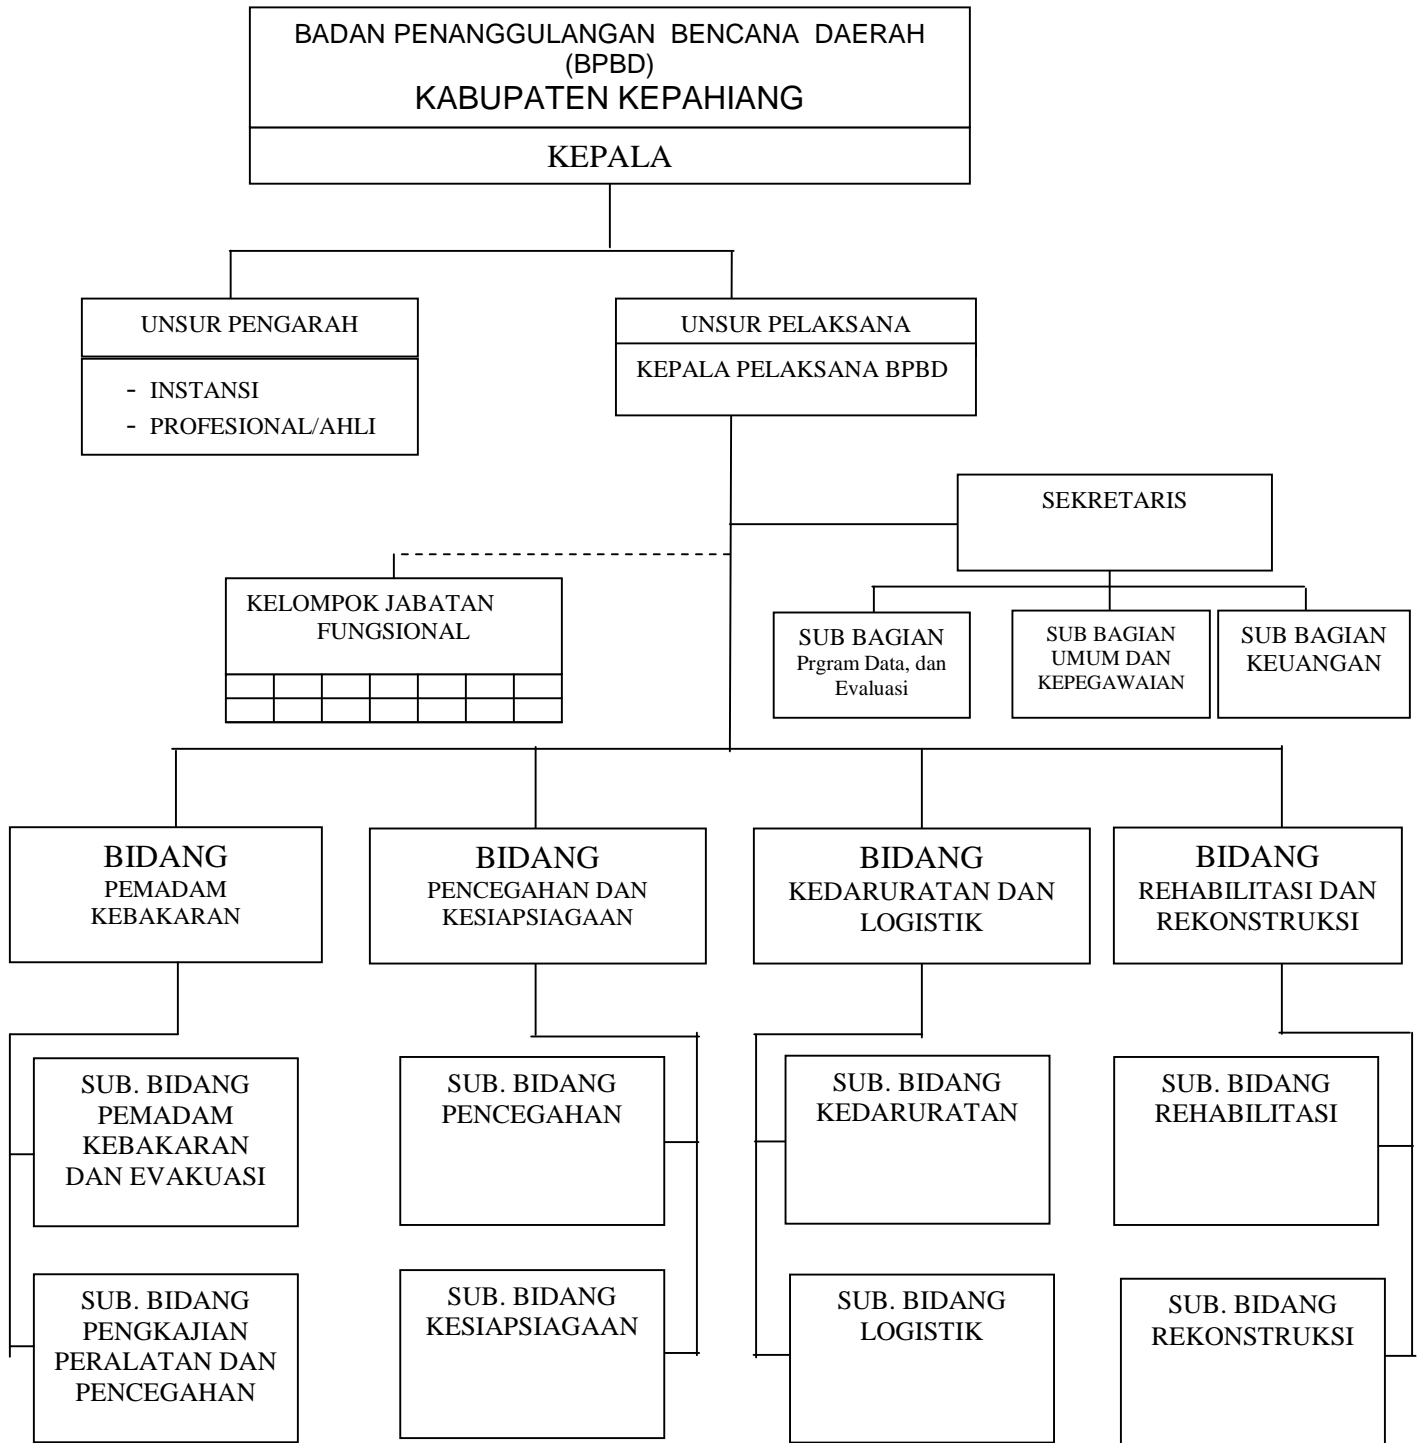 BADAN PENANGGULANGAN BENCANA DAERAH
(BPBD)
KABUPATEN KEPAHIANG
KEPALA
UNSUR PENGARAH
- INSTANSI
- PROFESIONAL/AHLI
UNSUR PELAKSANA
KEPALA PELAKSANA BPBD
SEKRETARIS
KELOMPOK JABATAN
FUNGSIONAL
SUB BAGIAN
Prgram Data, dan
Evaluasi
SUB BAGIAN
UMUM DAN
KEPEGAWAIAN
SUB BAGIAN
KEUANGAN
BIDANG
PEMADAM
KEBAKARAN
BIDANG
PENCEGAHAN DAN
KESIAPSIAGAAN
BIDANG
KEDARURATAN DAN
LOGISTIK
BIDANG
REHABILITASI DAN
REKONSTRUKSI
SUB. BIDANG
PEMADAM
KEBAKARAN
DAN EVAKUASI
SUB. BIDANG
PENCEGAHAN
SUB. BIDANG
KEDARURATAN
SUB. BIDANG
REHABILITASI
SUB. BIDANG
PENGKAJIAN
PERALATAN DAN
PENCEGAHAN
SUB. BIDANG
KESIAPSIAGAAN
SUB. BIDANG
LOGISTIK
SUB. BIDANG
REKONSTRUKSI